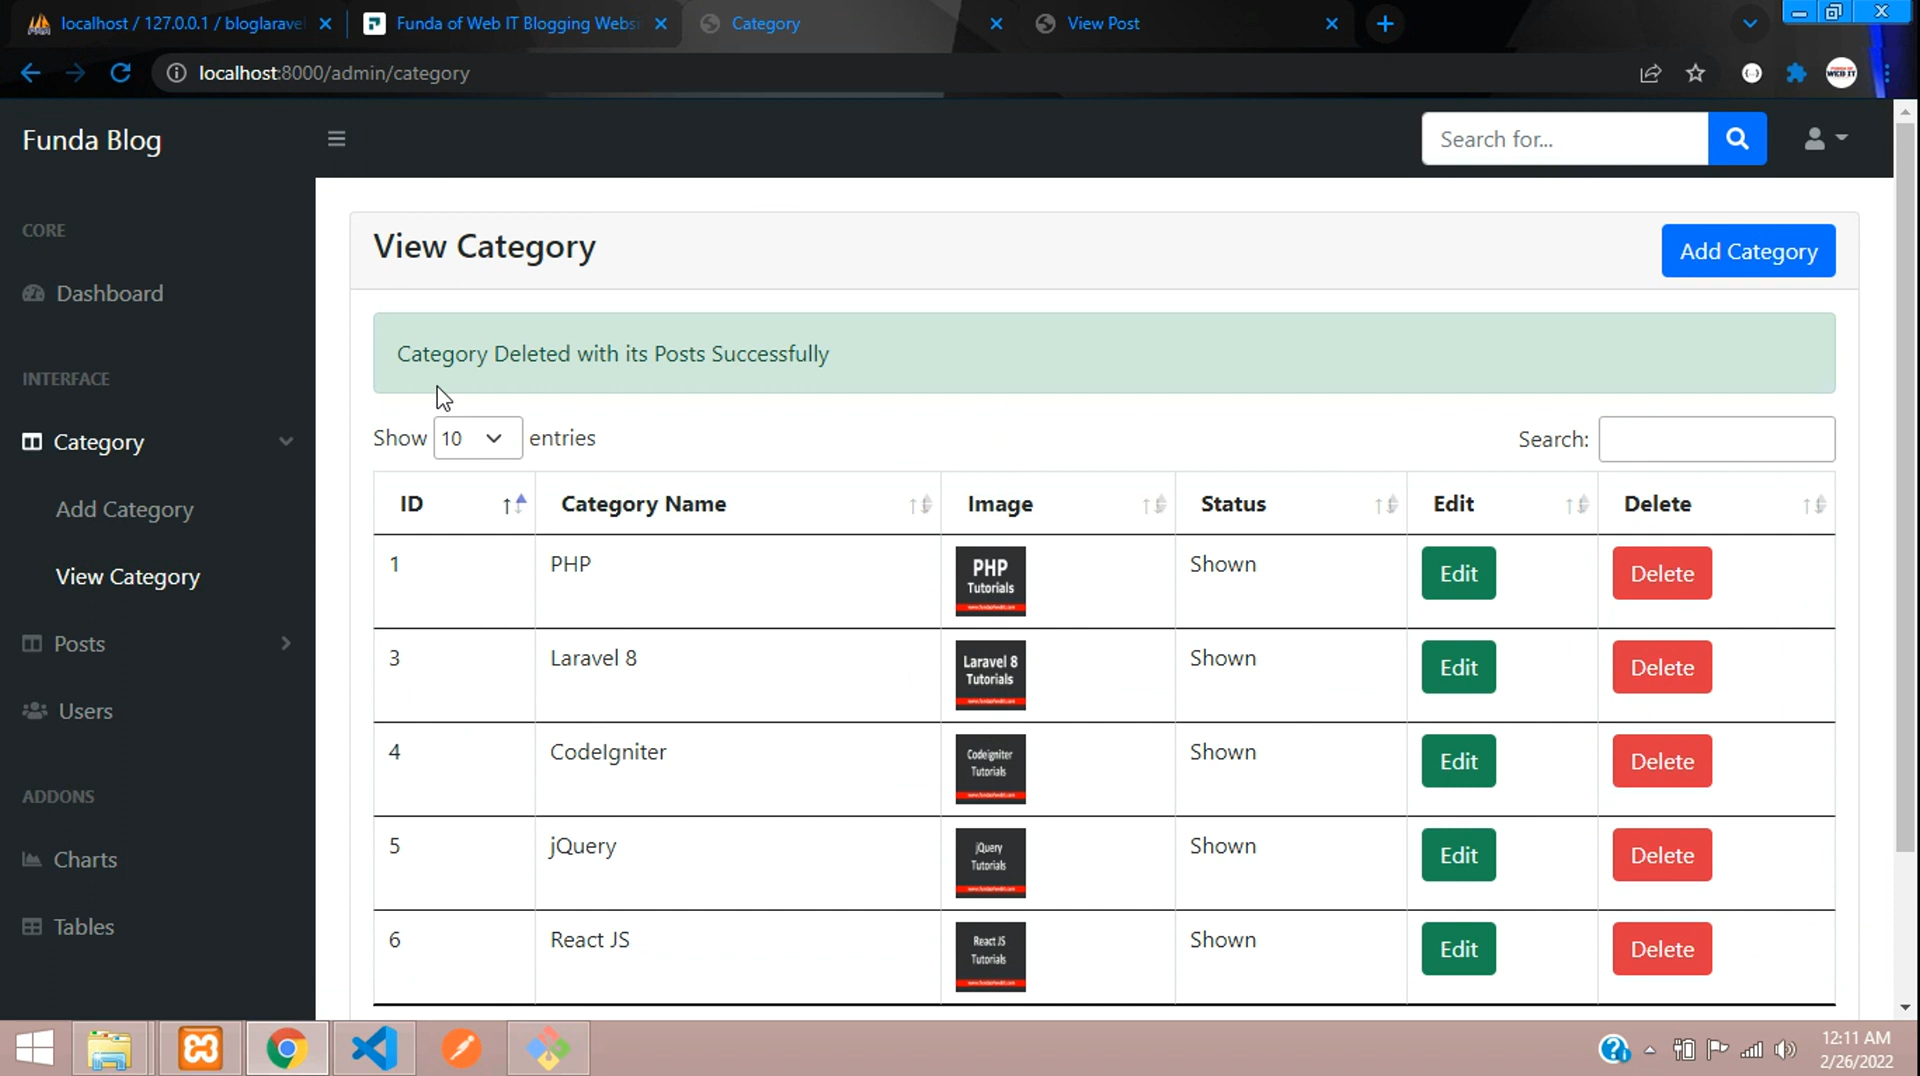 localhost / 127.0.0.1 / bloglaravel
Funda of Web IT Blogging Websi
Category
View Post
localhost:8000/admin/category
Funda Blog
Search for...
CORE
Dashboard
INTERFACE
Category
Add Category
View Category
Posts
Users
ADDONS
Charts
Tables
View Category
Add Category
Category Deleted with its Posts Successfully
Show 10 entries
Search:
ID Category Name Image Status Edit Delete
1 PHP PHP Tutorials Shown Edit Delete
3 Laravel 8 Laravel 8 Tutorials Shown Edit Delete
4 CodeIgniter Codeigniter Tutorials Shown Edit Delete
5 jQuery jQuery Tutorials Shown Edit Delete
6 React JS React JS Tutorials Shown Edit Delete
12:11 AM
2/26/2022